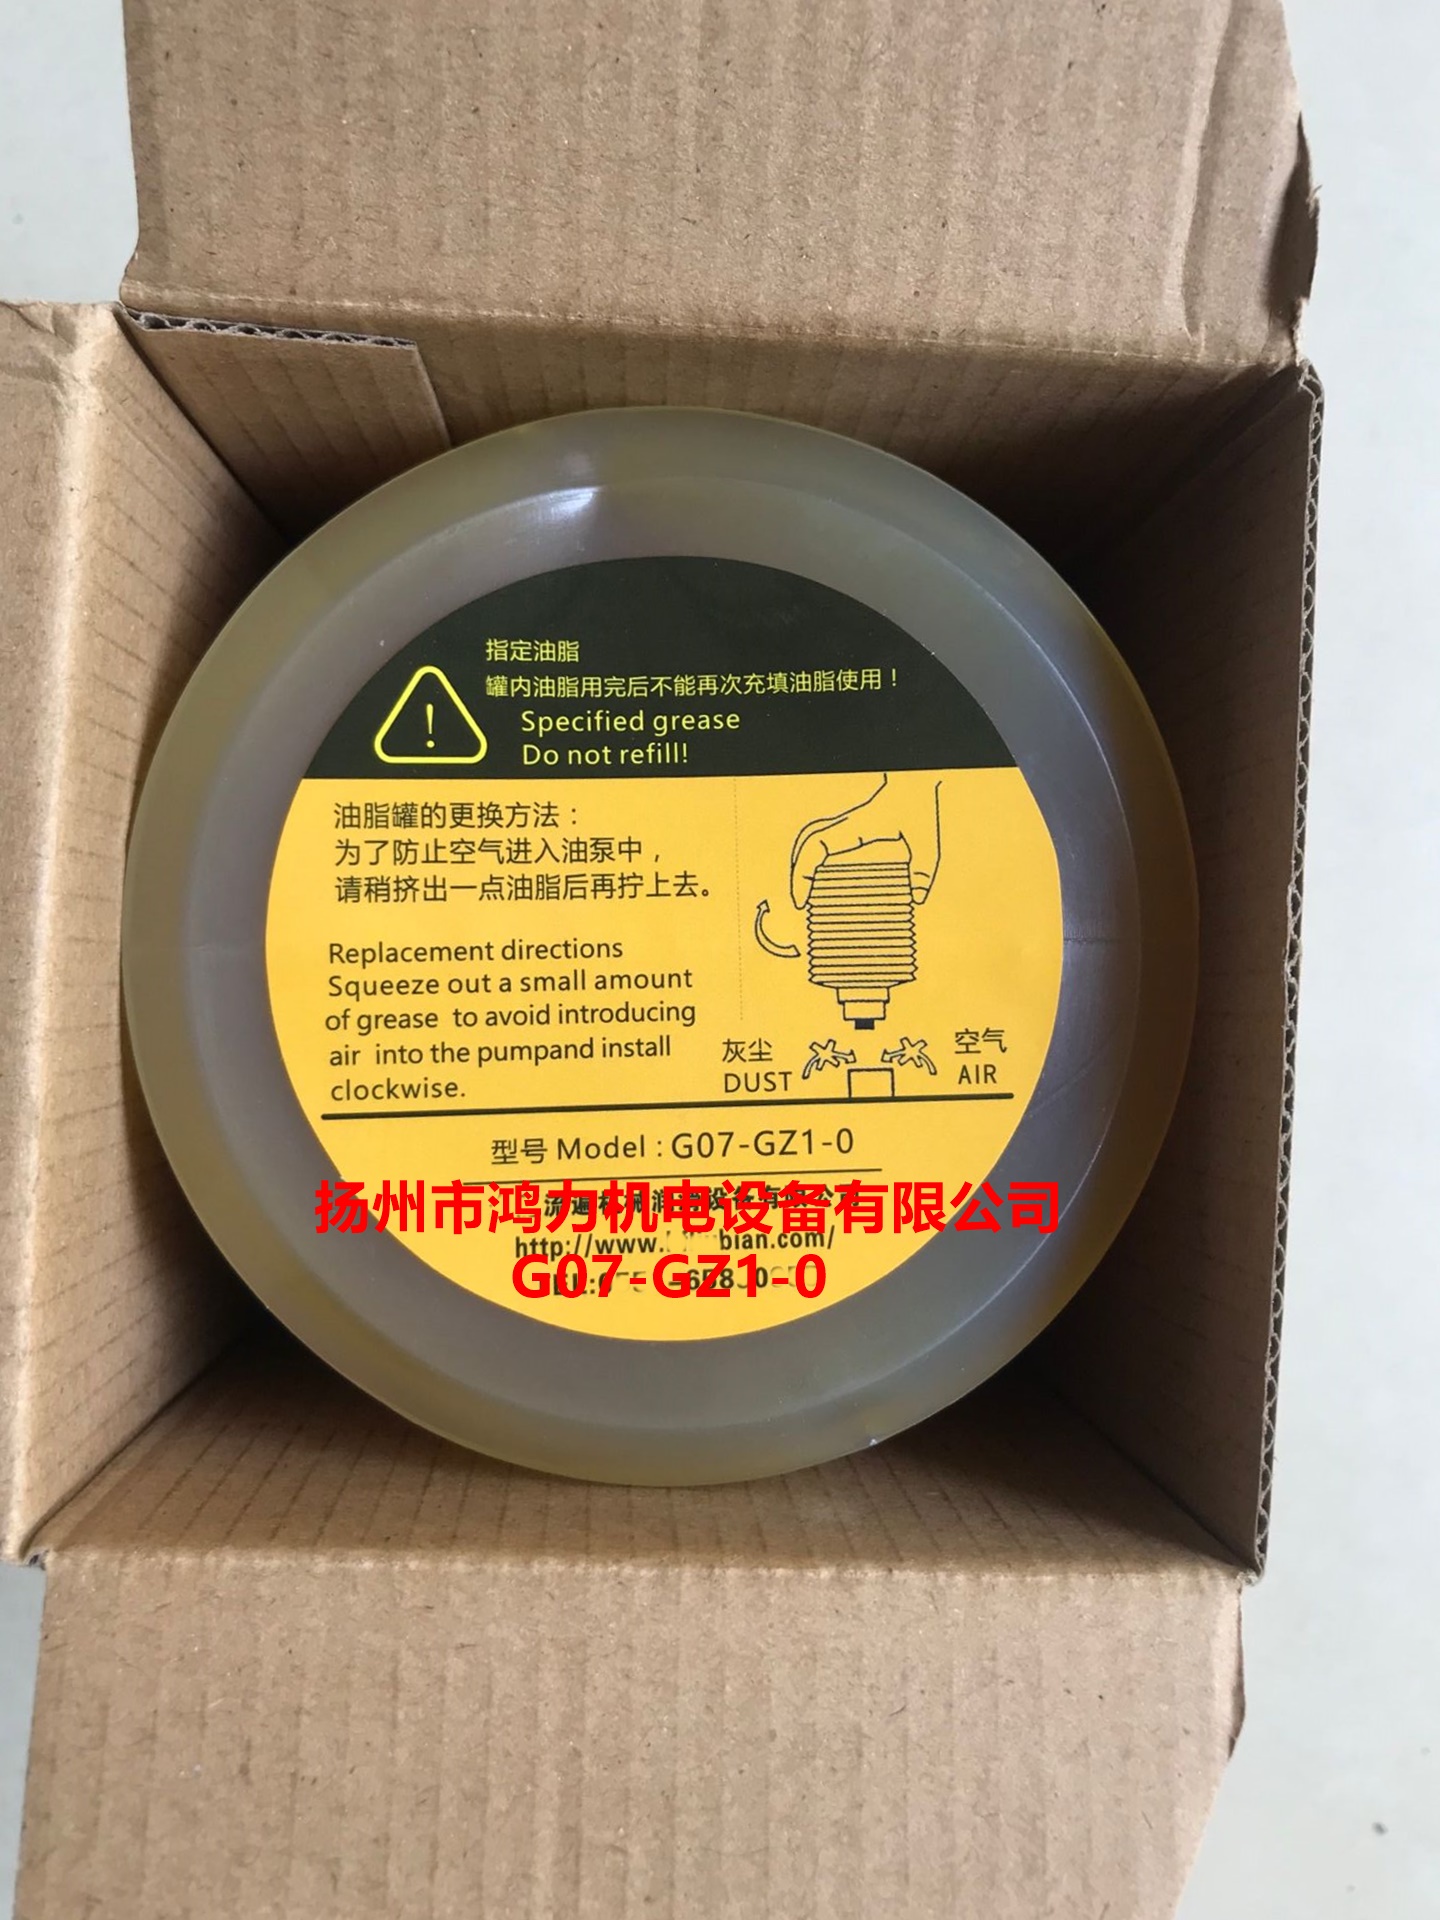 指定油脂
罐内油脂用完后不能再次充填油脂使用！
Specified grease
Do not refill!
油脂罐的更换方法：
为了防止空气进入油泵中，
请稍挤出一点油脂后再拧上去。
Replacement directions
Squeeze out a small amount
of grease to avoid introducing
air into the pumpand install
clockwise.
灰尘
DUST
空气
AIR
型号 Model : G07-GZ1-0
扬州市鸿力机电设备有限公司
http://www. bian.com/
G07-GZ1-0